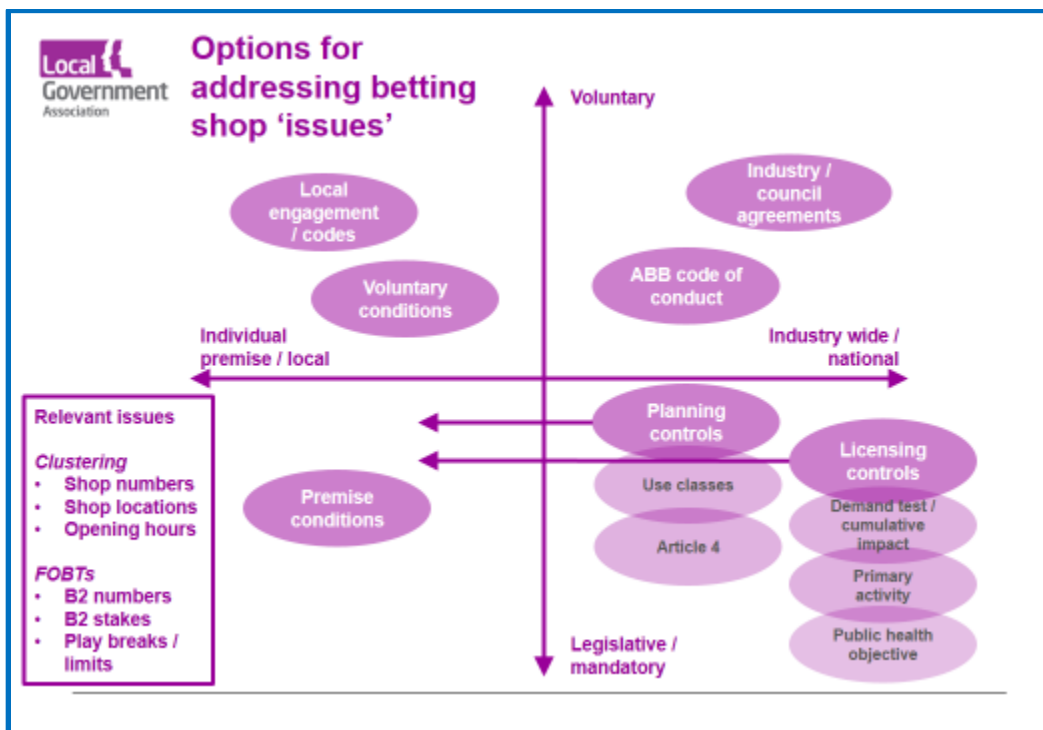 Local
Government
Association
Options for
addressing betting
shop ‘issues’
Voluntary
Local
engagement
/ codes
Industry /
council
agreements
Voluntary
conditions
ABB code of
conduct
Individual
premise / local
Industry wide /
national
Relevant issues
Clustering
• Shop numbers
• Shop locations
• Opening hours
FOBTs
• B2 numbers
• B2 stakes
• Play breaks /
limits
Premise
conditions
Planning
controls
Use classes
Article 4
Licensing
controls
Demand test /
cumulative
impact
Primary
activity
Public health
objective
Legislative /
mandatory